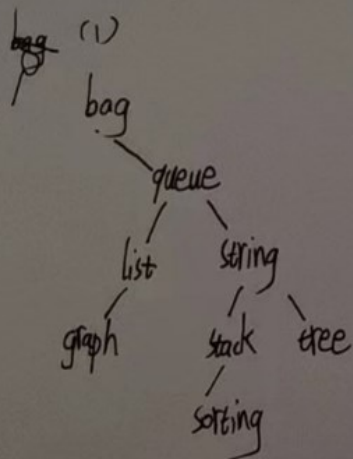 bag (1)
bag
queue
list string
graph stack tree
sorting